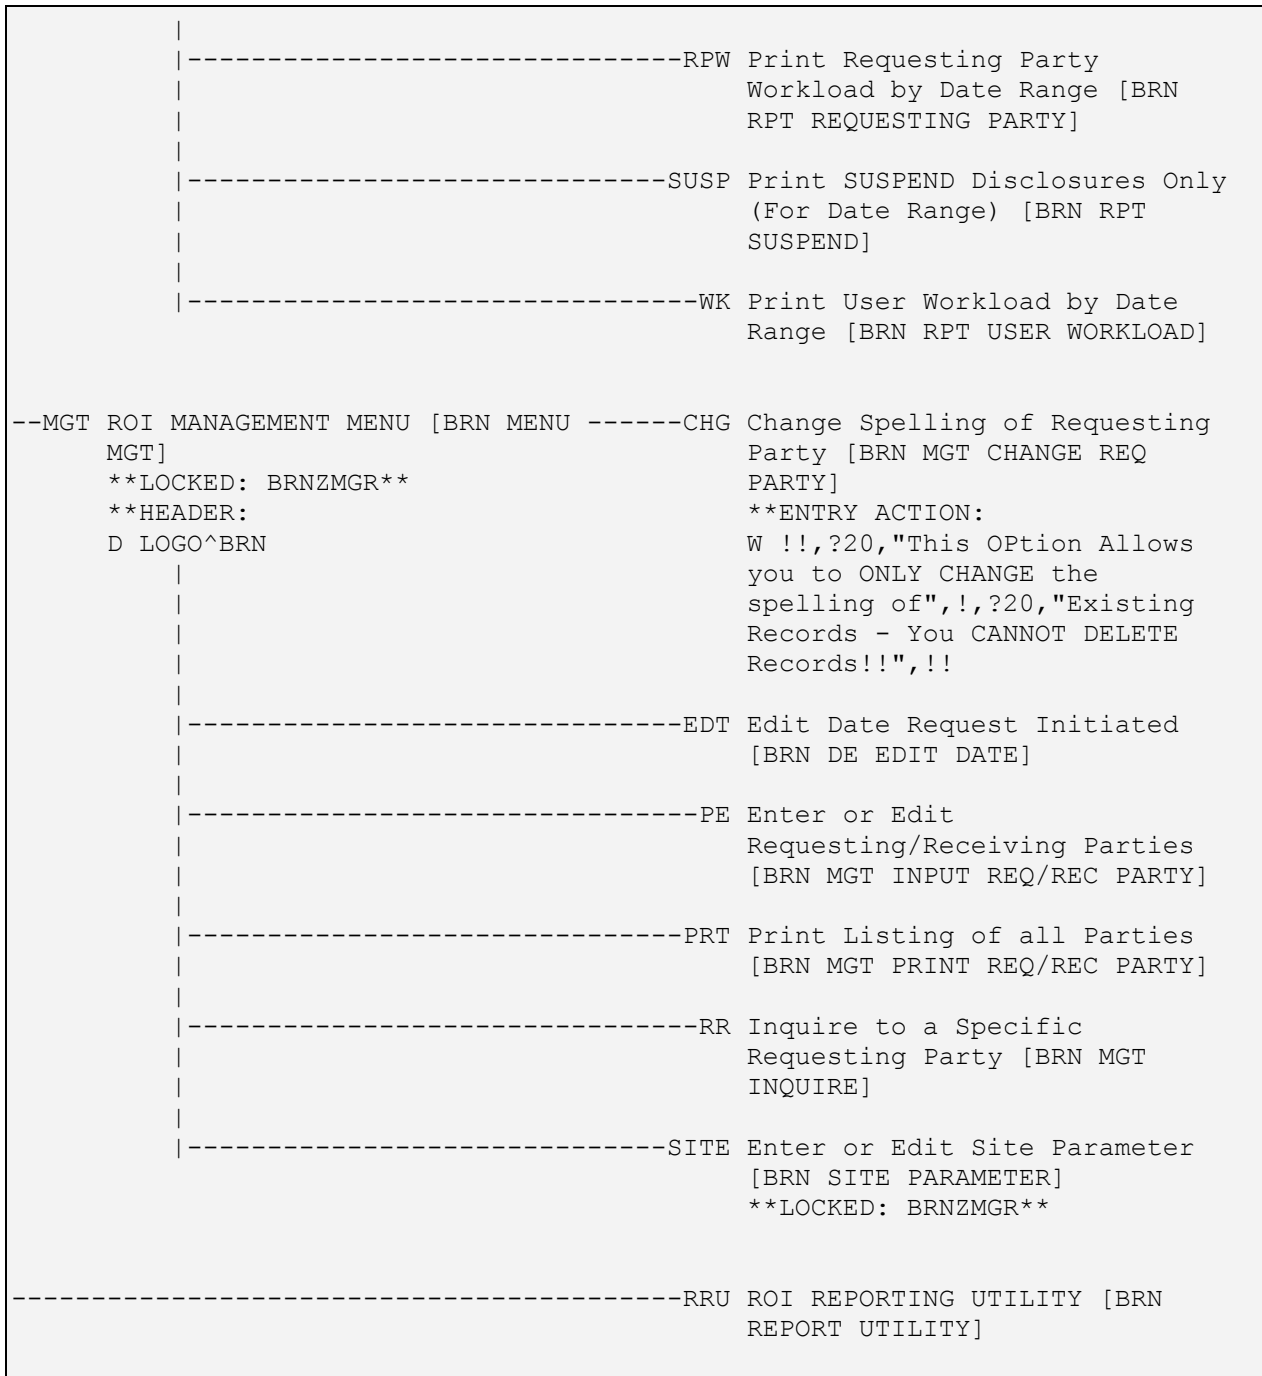 |
|-------------------------------RPW Print Requesting Party
| Workload by Date Range [BRN
| RPT REQUESTING PARTY]
|
|------------------------------SUSP Print SUSPEND Disclosures Only
| (For Date Range) [BRN RPT
| SUSPEND]
|
|--------------------------------WK Print User Workload by Date
Range [BRN RPT USER WORKLOAD]
--MGT ROI MANAGEMENT MENU [BRN MENU ------CHG Change Spelling of Requesting
MGT] Party [BRN MGT CHANGE REQ
**LOCKED: BRNZMGR** PARTY]
**HEADER: **ENTRY ACTION:
D LOGO^BRN W !!,?20,"This OPtion Allows
| you to ONLY CHANGE the
| spelling of",!,?20,"Existing
| Records - You CANNOT DELETE
| Records!!",!!
|
|-------------------------------EDT Edit Date Request Initiated
| [BRN DE EDIT DATE]
|
|--------------------------------PE Enter or Edit
| Requesting/Receiving Parties
| [BRN MGT INPUT REQ/REC PARTY]
|
|-------------------------------PRT Print Listing of all Parties
| [BRN MGT PRINT REQ/REC PARTY]
|
|--------------------------------RR Inquire to a Specific
| Requesting Party [BRN MGT
| INQUIRE]
|
|------------------------------SITE Enter or Edit Site Parameter
[BRN SITE PARAMETER]
**LOCKED: BRNZMGR**
------------------------------------------RRU ROI REPORTING UTILITY [BRN
REPORT UTILITY]